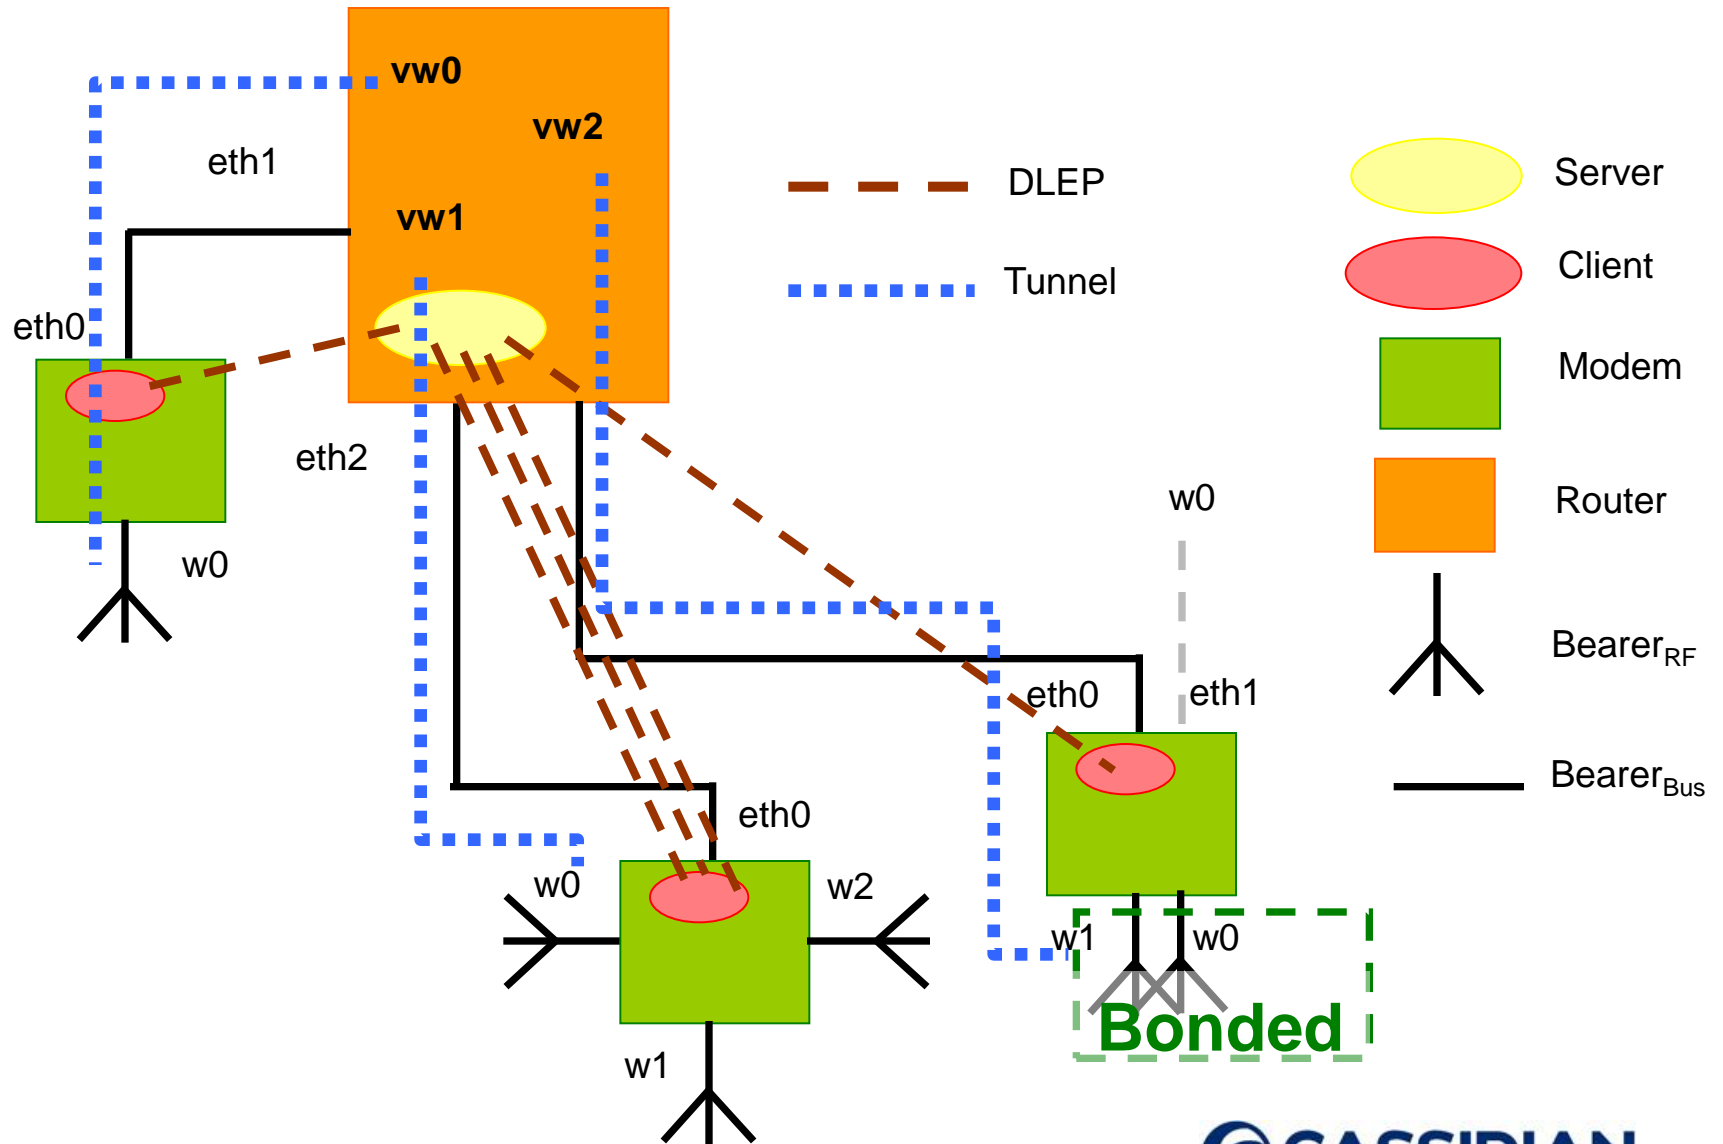 vw0
vw2
eth1
vw1
eth0
eth2
w0
DLEP
Tunnel
Server
Client
Modem
Router
BearerRF
BearerBus
w0
eth0
eth1
eth0
w0
w2
w1
w1
w0
Bonded
CASSIDIAN